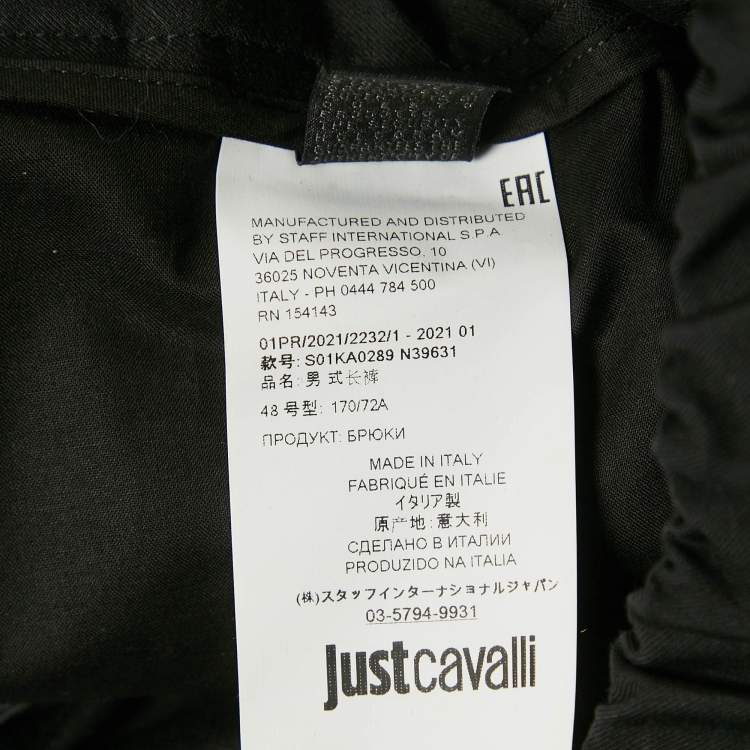 EAC
MANUFACTURED AND DISTRIBUTED
BY STAFF INTERNATIONAL S.P.A
VIA DEL PROGRESSO, 10
36025 NOVENTA VICENTINA (VI)
ITALY - PH 0444 784 500
RN 154143
01PR/2021/2232/1 - 2021 01
款号: S01KA0289 N39631
品名: 男式长裤
48 号型: 170/72A
ПРОДУКТ: БРЮКИ
MADE IN ITALY
FABRIQUÉ EN ITALIE
イタリア製
原产地: 意大利
СДЕЛАНО В ИТАЛИИ
PRODUZIDO NA ITALIA
(株)スタッフインターナショナルジャパン
03-5794-9931
justcavalli